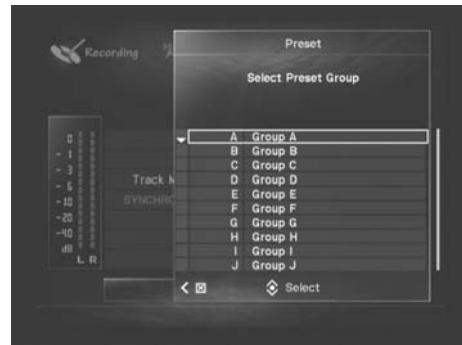 Recording
Preset
Select Preset Group
A Group A
B Group B
C Group C
D Group D
E Group E
F Group F
G Group G
H Group H
I Group I
J Group J
Select
Track M
SYNCHRO
0
- 1
- 3
- 6
-10
-20
-40
dB
L R